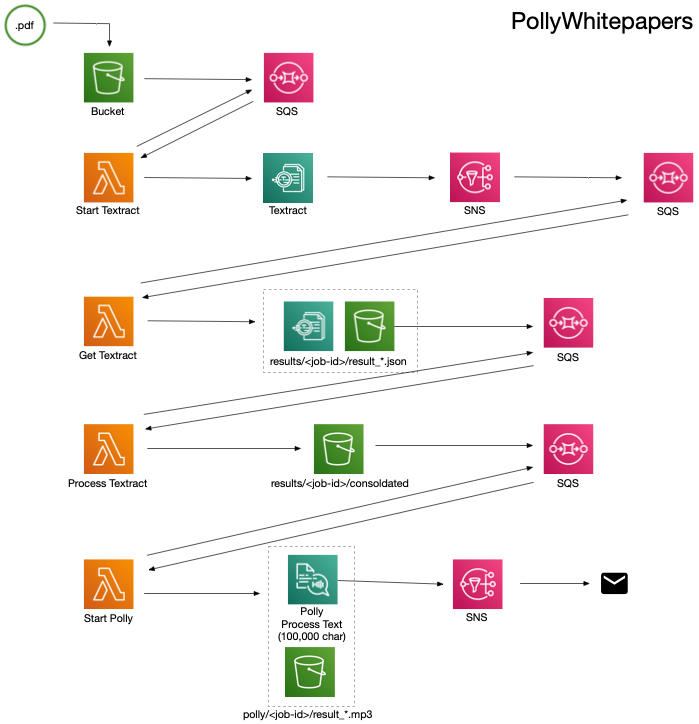 .pdf
PollyWhitepapers
Bucket
SQS
Start Textract
Textract
SNS
SQS
Get Textract
results/<job-id>/result_*.json
SQS
Process Textract
results/<job-id>/consoldated
SQS
Start Polly
Polly
Process Text
(100,000 char)
SNS
polly/<job-id>/result_*.mp3